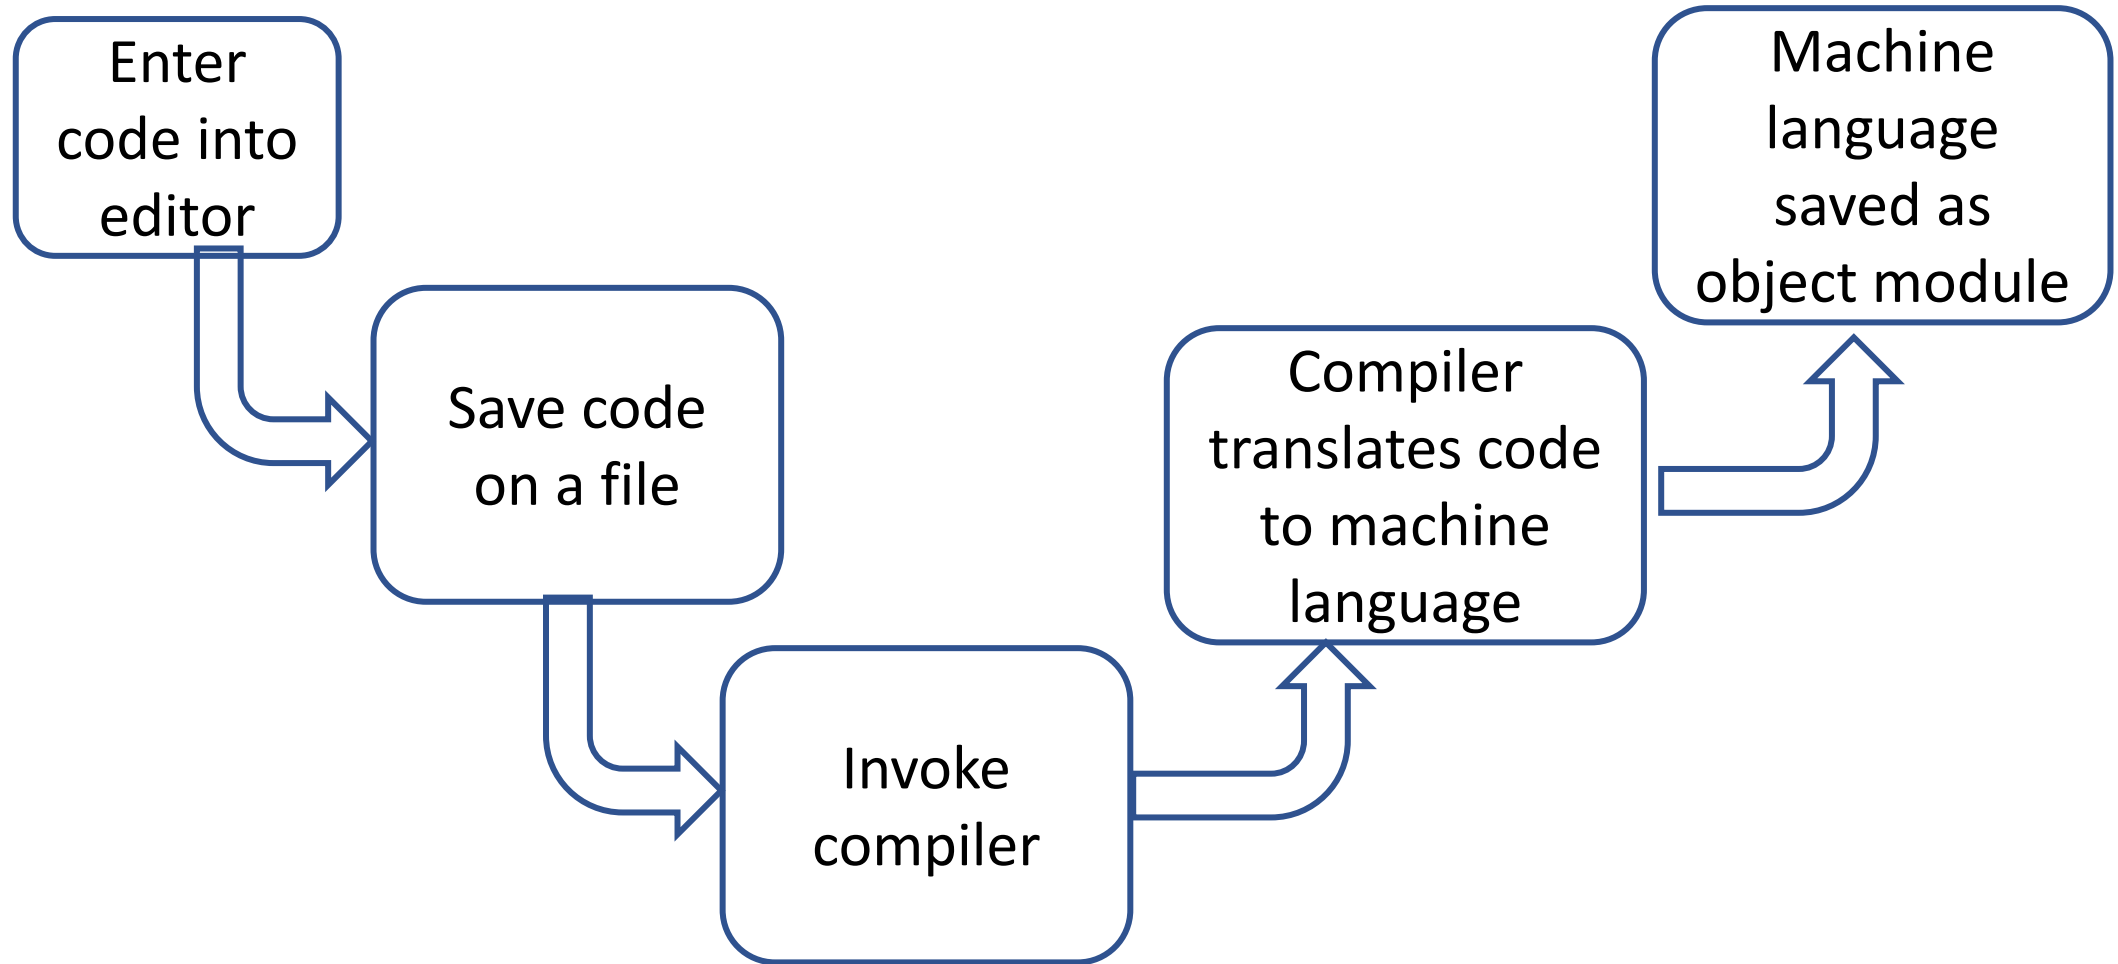 Enter
code into
editor
Save code
on a file
Invoke
compiler
Compiler
translates code
to machine
language
Machine
language
saved as
object module